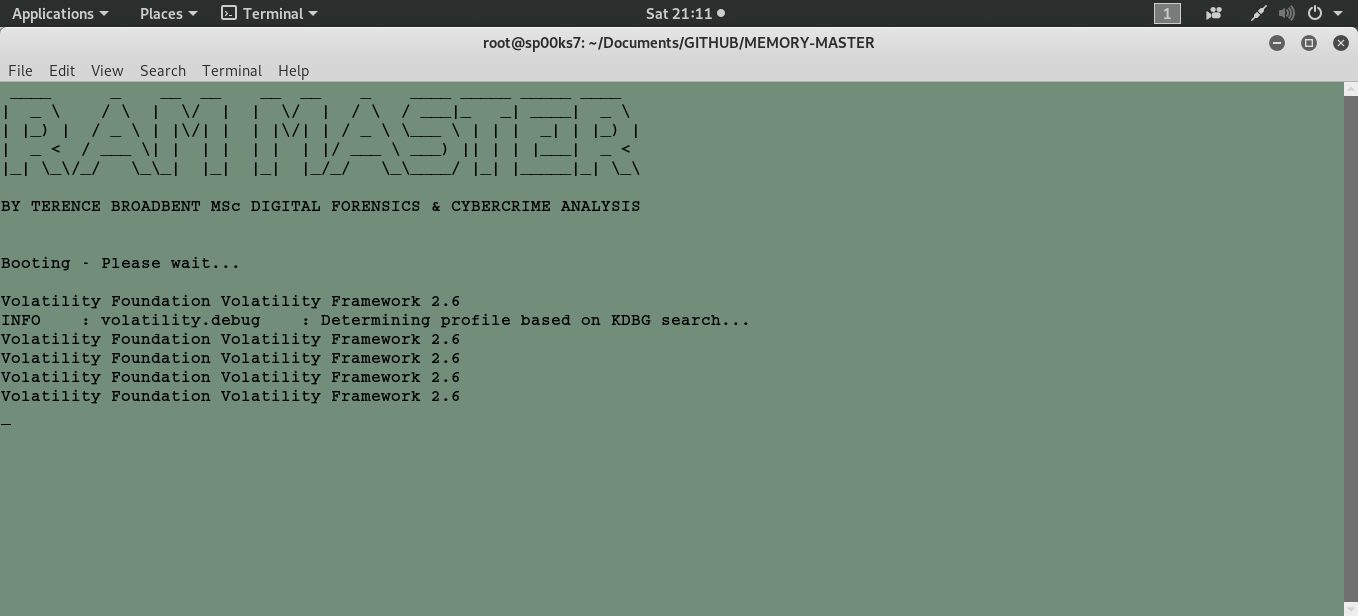 Applications Places Terminal Sat 21:11 1
root@sp00ks7: ~/Documents/GITHUB/MEMORY-MASTER
File Edit View Search Terminal Help
RAM MASTER
BY TERENCE BROADBENT MSc DIGITAL FORENSICS & CYBERCRIME ANALYSIS
Booting - Please wait...
Volatility Foundation Volatility Framework 2.6
INFO    : volatility.debug    : Determining profile based on KDBG search...
Volatility Foundation Volatility Framework 2.6
Volatility Foundation Volatility Framework 2.6
Volatility Foundation Volatility Framework 2.6
Volatility Foundation Volatility Framework 2.6
_